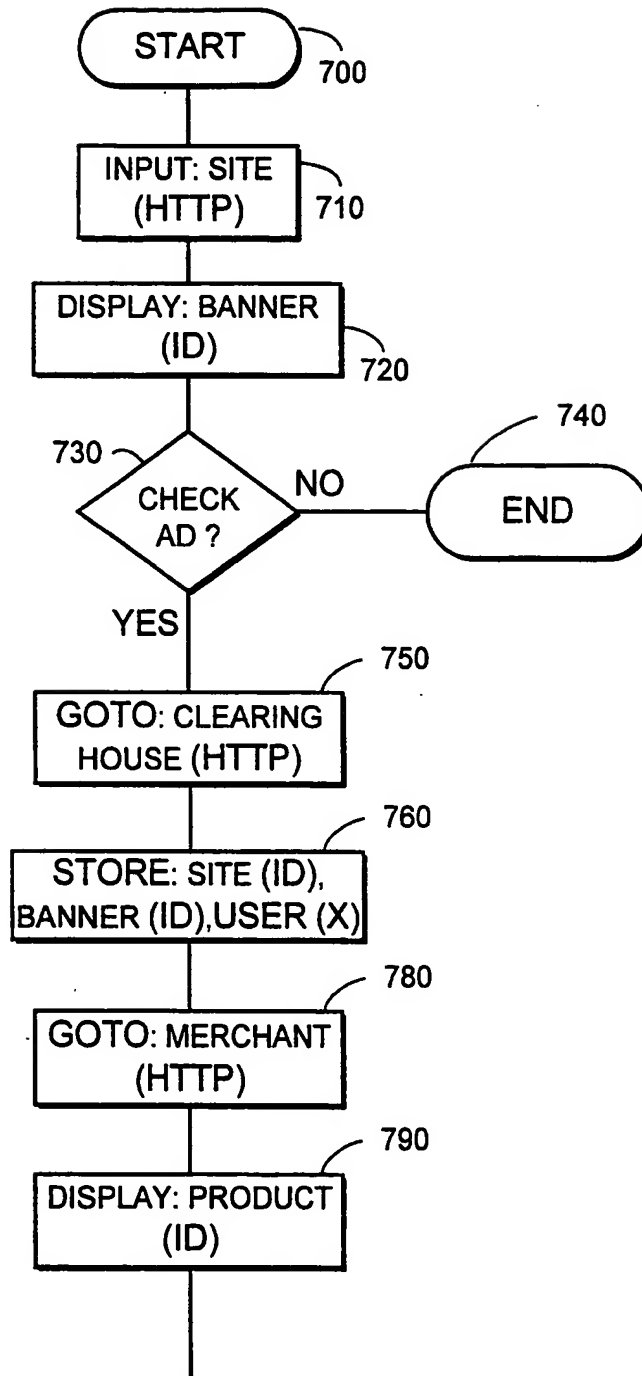 START
700
INPUT: SITE
(HTTP)
710
DISPLAY: BANNER
(ID)
720
730
CHECK
AD ?
NO
740
END
YES
750
GOTO: CLEARING
HOUSE (HTTP)
760
STORE: SITE (ID),
BANNER (ID),USER (X)
780
GOTO: MERCHANT
(HTTP)
790
DISPLAY: PRODUCT
(ID)